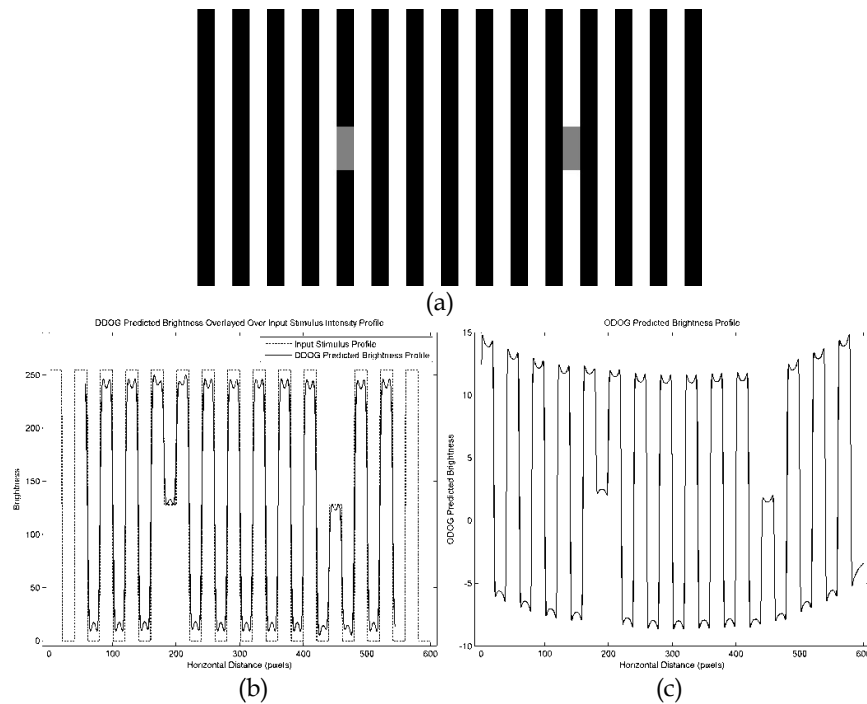 (a)
DDOG Predicted Brightness Overlayed Over Input Stimulus Intensity Profile
Input Stimulus Profile
DDOG Predicted Brightness Profile
250
200
150
100
50
0
Brightness
0 100 200 300 400 500 600
Horizontal Distance (pixels)
(b)
ODOG Predicted Brightness Profile
15
10
5
0
-5
-10
ODOG Predicted Brightness
0 100 200 300 400 500 600
Horizontal Distance (pixels)
(c)